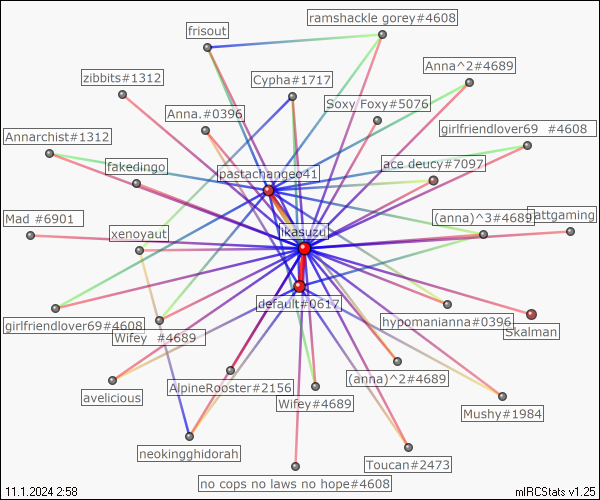 ramshackle gorey#4608
frisout
Anna^2#4689
zibbits#1312
Cypha#1717
Soxy Foxy#5076
Anna.#0396
girlfriendlover69 #4608
Annarchist#1312
fakedingo
ace deucy#7097
pastachangeo41
Mad #6901
(anna)^3#4689
attgaming
xenoyaut
ikasuzu
default#0617
girlfriendlover69#4608
Wifey #4689
hypomanianna#0396
Skalman
(anna)^2#4689
avelicious
AlpineRooster#2156
Wifey#4689
Mushy#1984
neokingghidorah
Toucan#2473
no cops no laws no hope#4608
11.1.2024 2:58
mIRCStats v1.25